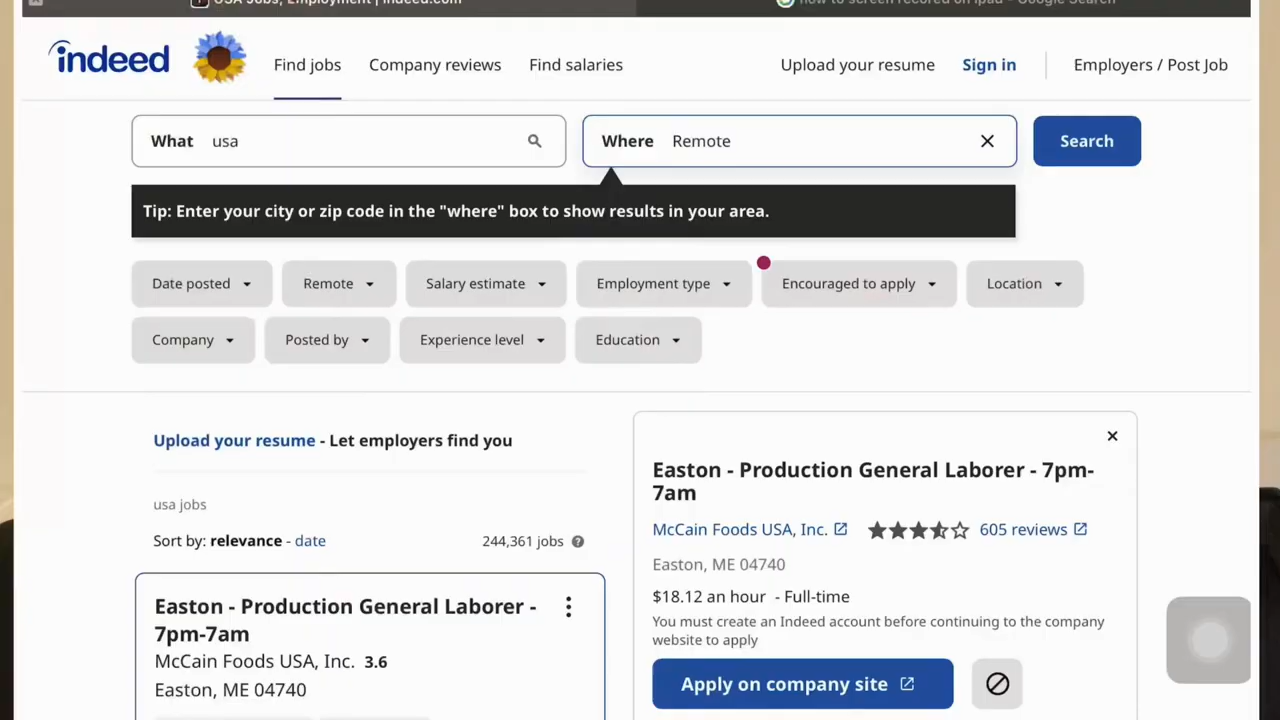 USA Jobs, Employment | Indeed.com
how to screen recored on ipad - Google Search
indeed
Find jobs
Company reviews
Find salaries
Upload your resume
Sign in
Employers / Post Job
What usa
Where Remote
Search
Tip: Enter your city or zip code in the "where" box to show results in your area.
Date posted
Remote
Salary estimate
Employment type
Encouraged to apply
Location
Company
Posted by
Experience level
Education
Upload your resume - Let employers find you
usa jobs
Sort by: relevance - date
244,361 jobs
Easton - Production General Laborer -
7pm-7am
McCain Foods USA, Inc. 3.6
Easton, ME 04740
Easton - Production General Laborer - 7pm-
7am
McCain Foods USA, Inc.
605 reviews
Easton, ME 04740
$18.12 an hour - Full-time
You must create an Indeed account before continuing to the company
website to apply
Apply on company site